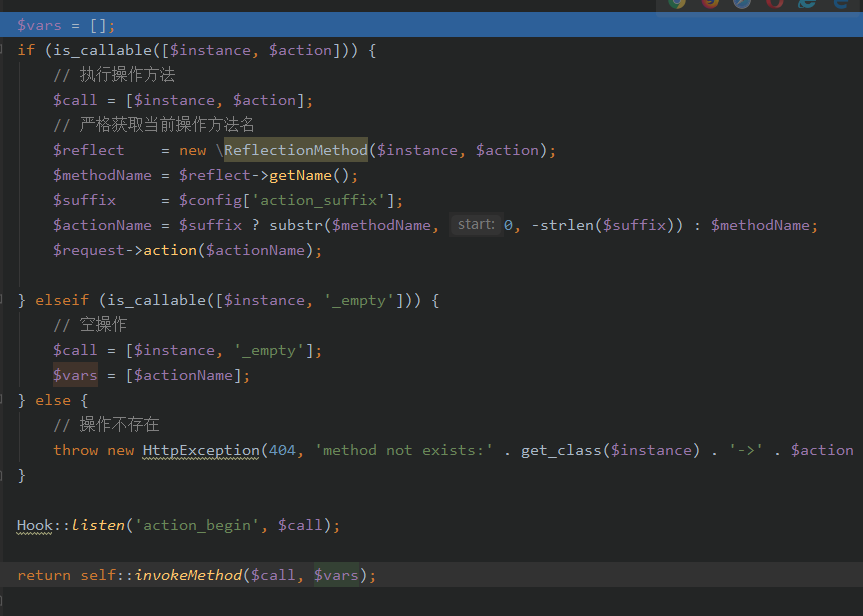 $vars = [];
if (is_callable([$instance, $action])) {
// 执行操作方法
$call = [$instance, $action];
// 严格获取当前操作方法名
$reflect    = new \ReflectionMethod($instance, $action);
$methodName = $reflect->getName();
$suffix     = $config['action_suffix'];
$actionName = $suffix ? substr($methodName, start: 0, -strlen($suffix)) : $methodName;
$request->action($actionName);
} elseif (is_callable([$instance, '_empty'])) {
// 空操作
$call = [$instance, '_empty'];
$vars = [$actionName];
} else {
// 操作不存在
throw new HttpException(404, 'method not exists:' . get_class($instance) . '->' . $action
}
Hook::listen('action_begin', $call);
return self::invokeMethod($call, $vars);